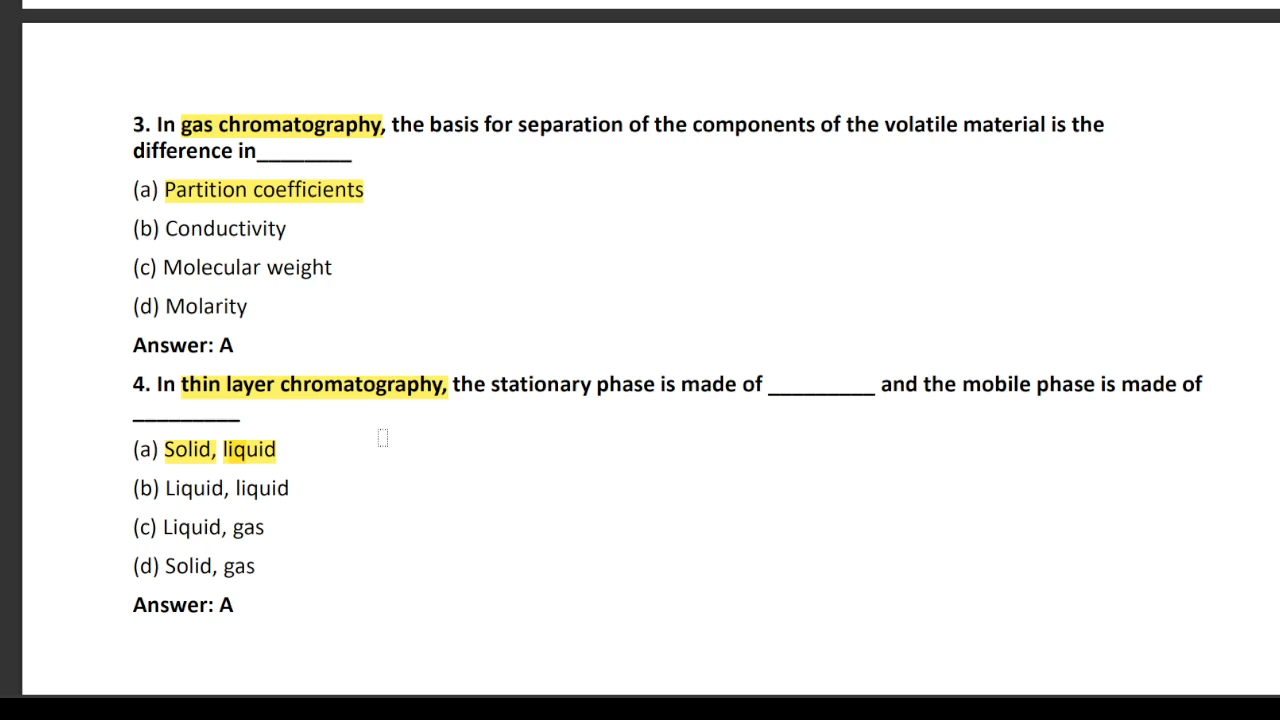 3. In gas chromatography, the basis for separation of the components of the volatile material is the
difference in________
(a) Partition coefficients
(b) Conductivity
(c) Molecular weight
(d) Molarity
Answer: A
4. In thin layer chromatography, the stationary phase is made of _________ and the mobile phase is made of
_________
(a) Solid, liquid
(b) Liquid, liquid
(c) Liquid, gas
(d) Solid, gas
Answer: A